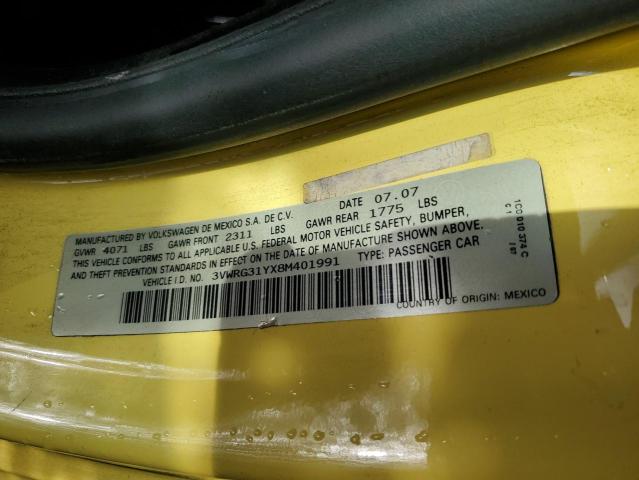 MANUFACTURED BY VOLKSWAGEN DE MEXICO S.A. DE C.V. DATE 07.07
GVWR 4071 LBS GAWR FRONT 2311 LBS GAWR REAR 1775 LBS
THIS VEHICLE CONFORMS TO ALL APPLICABLE U.S. FEDERAL MOTOR VEHICLE SAFETY, BUMPER,
AND THEFT PREVENTION STANDARDS IN EFFECT ON THE DATE OF MANUFACTURE SHOWN ABOVE.
VEHICLE I.D. NO. 3VWRG31YX8M401991 TYPE: PASSENGER CAR
COUNTRY OF ORIGIN: MEXICO
1C0 010 374 C